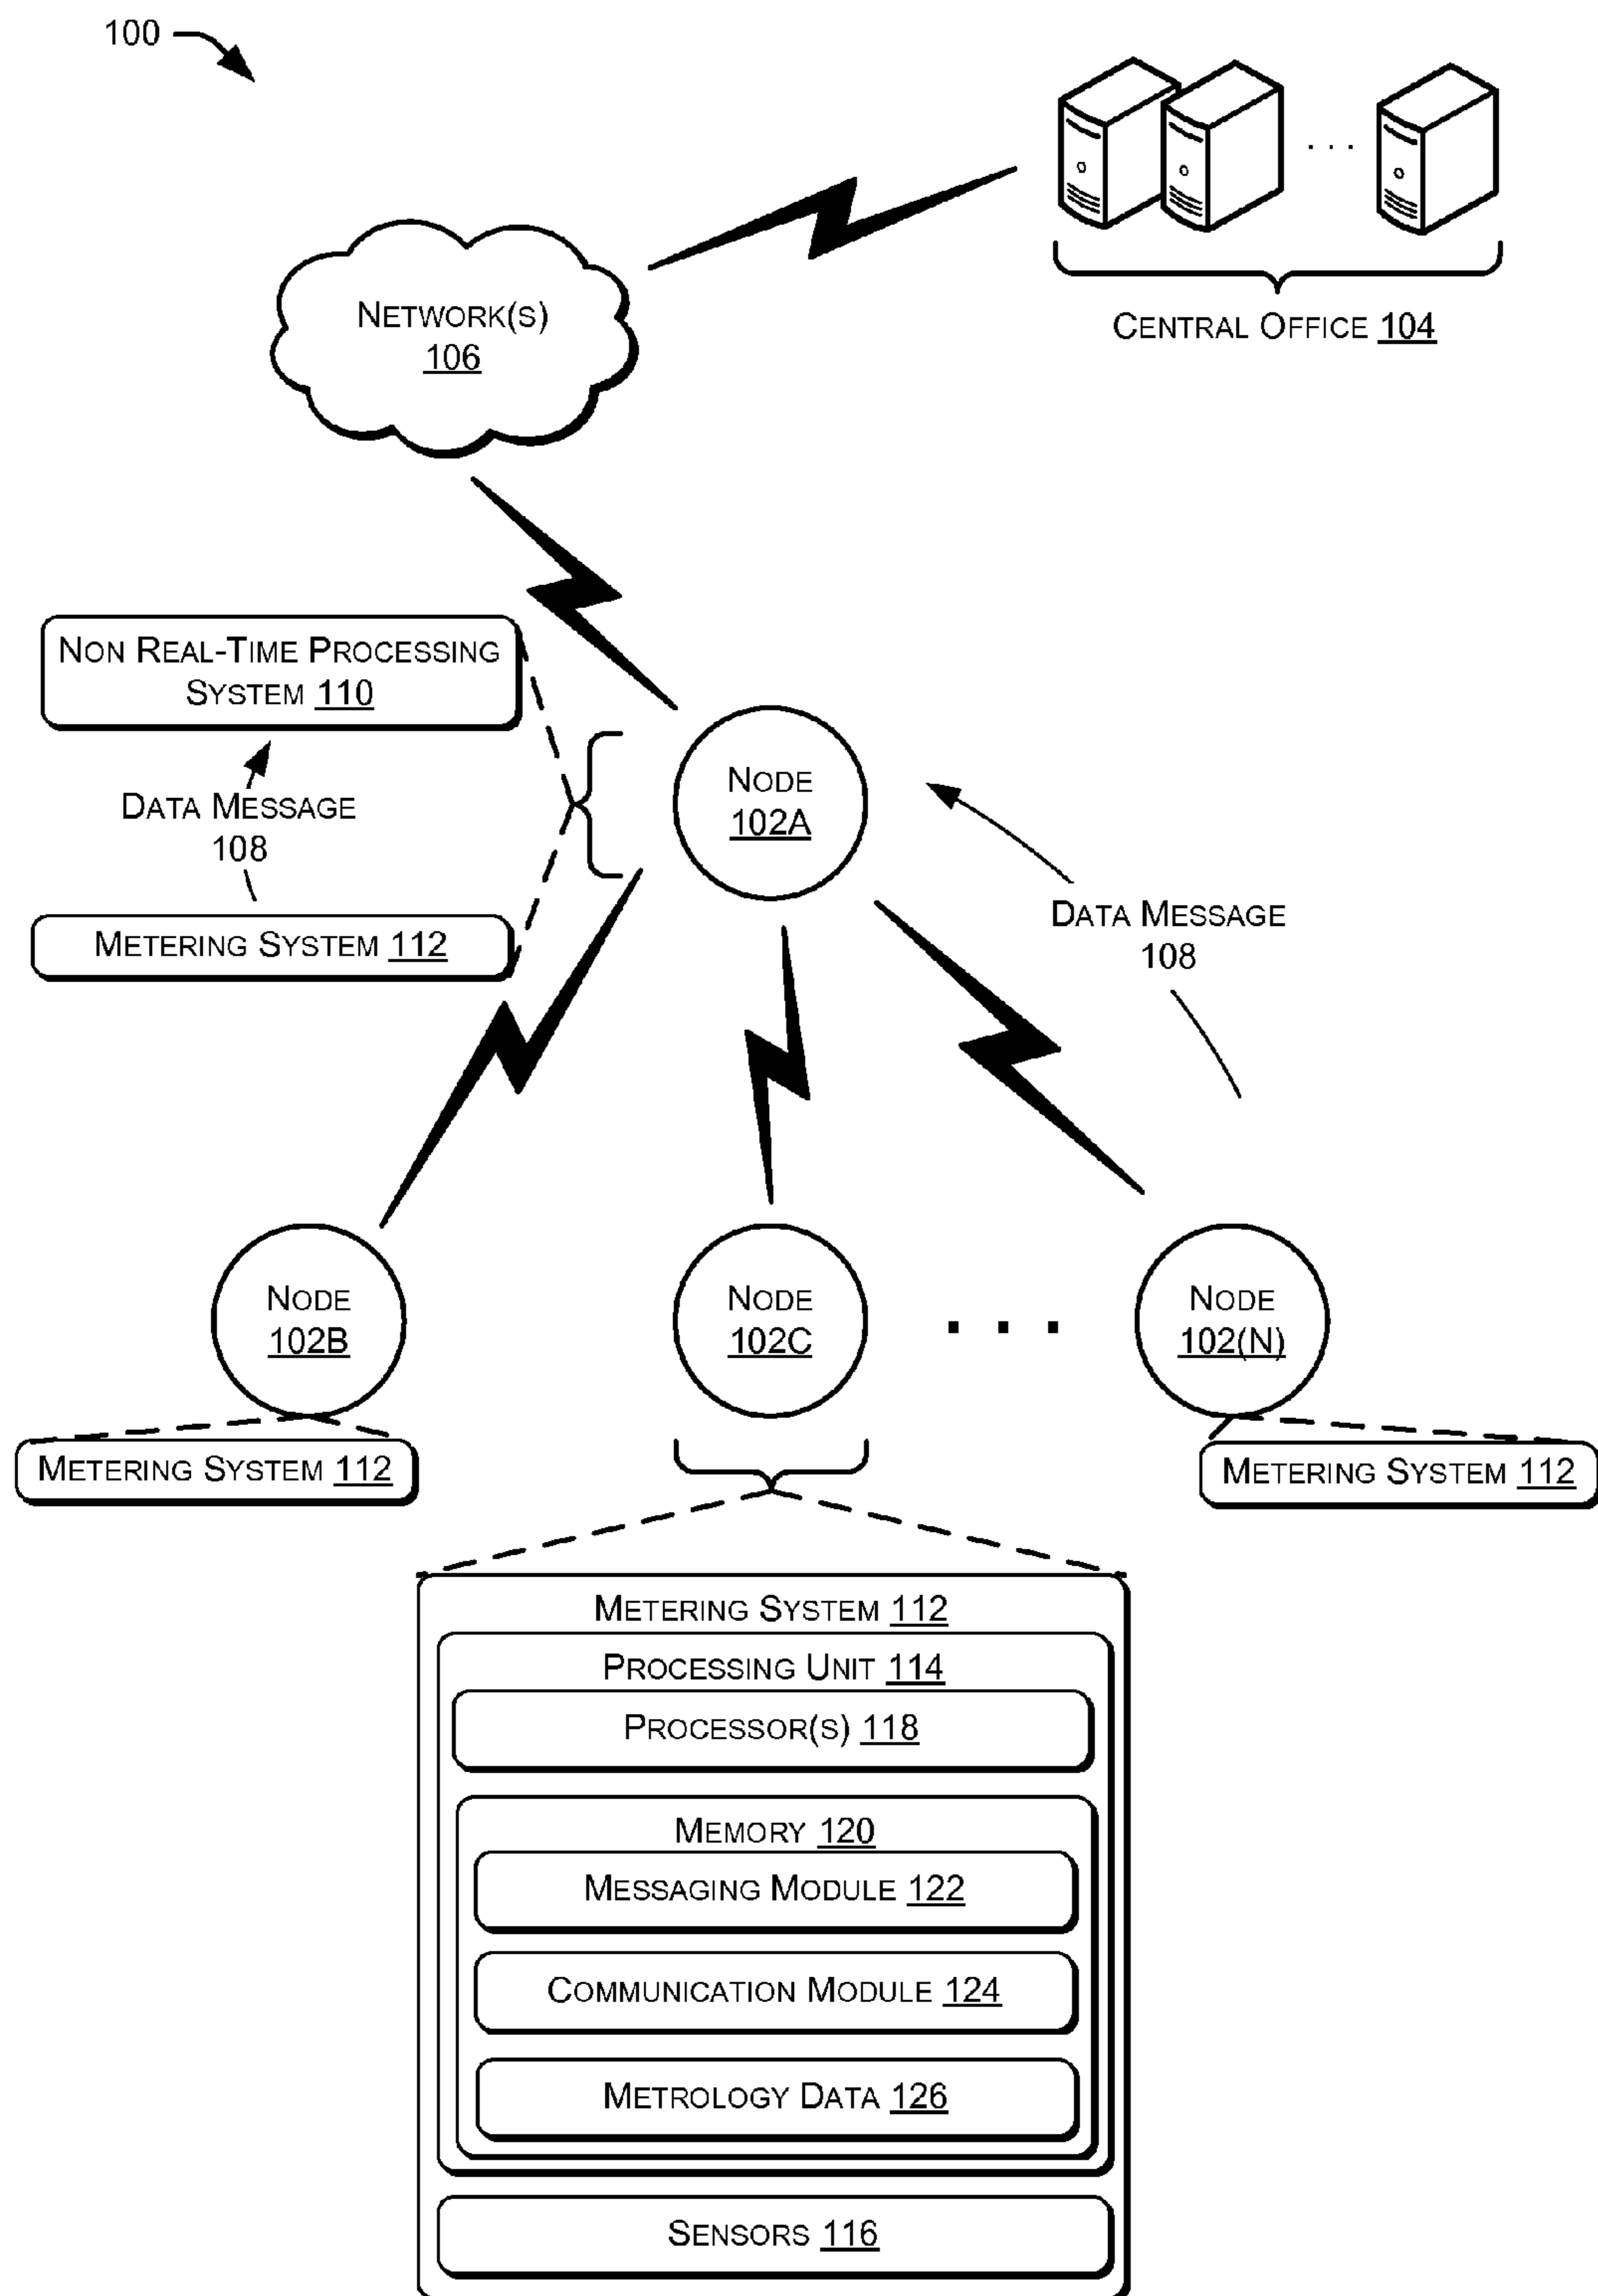 100
NETWORK(S)
106
CENTRAL OFFICE 104
NON REAL-TIME PROCESSING
SYSTEM 110
DATA MESSAGE
108
METERING SYSTEM 112
NODE
102A
DATA MESSAGE
108
NODE
102B
NODE
102C
. . .
NODE
102(N)
METERING SYSTEM 112
METERING SYSTEM 112
METERING SYSTEM 112
PROCESSING UNIT 114
PROCESSOR(S) 118
MEMORY 120
MESSAGING MODULE 122
COMMUNICATION MODULE 124
METROLOGY DATA 126
SENSORS 116